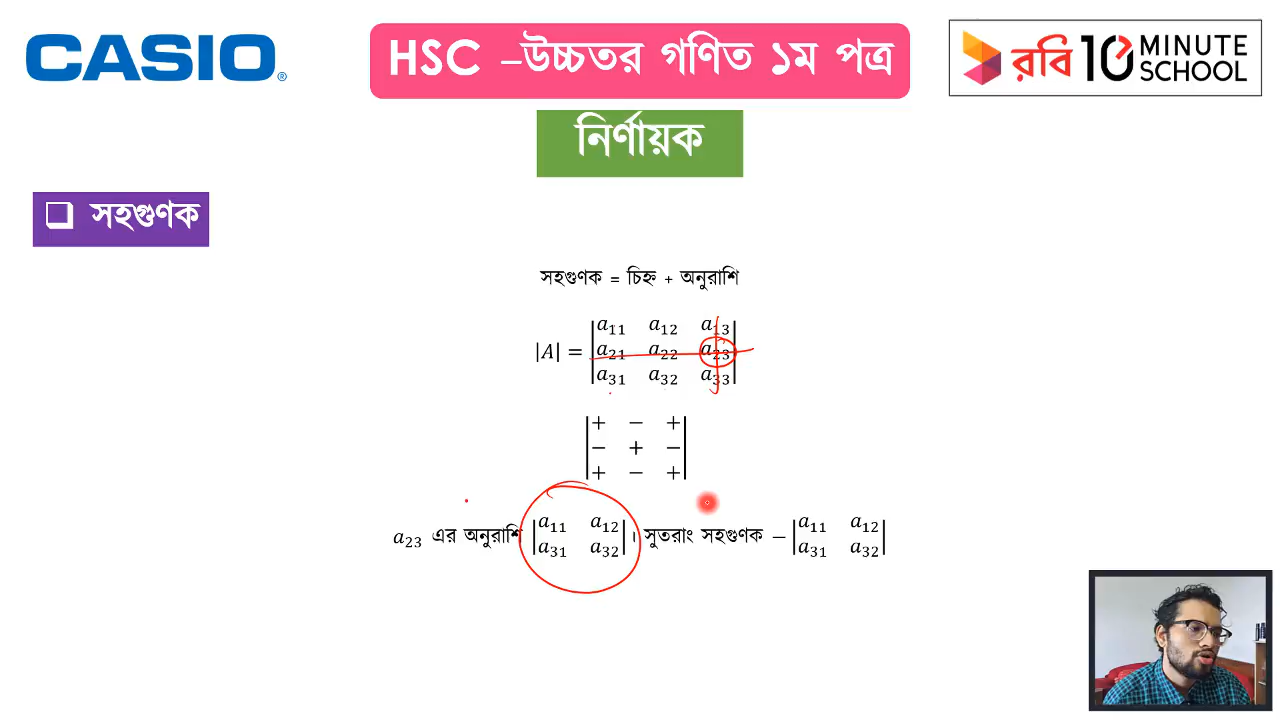 CASIO®
HSC –উচ্চতর গণিত ১ম পত্র
রবি 10 MINUTE SCHOOL
নির্ণায়ক
❑ সহগুণক
সহগুণক = চিহ্ন + অনুরাশি
a₁₁ a₁₂ a₁₃
|A| = a₂₁ a₂₂ a₂₃
a₃₁ a₃₂ a₃₃
+ − +
− + −
+ − +
a₂₃ এর অনুরাশি |a₁₁ a₁₂; a₃₁ a₃₂|। সুতরাং সহগুণক −|a₁₁ a₁₂; a₃₁ a₃₂|